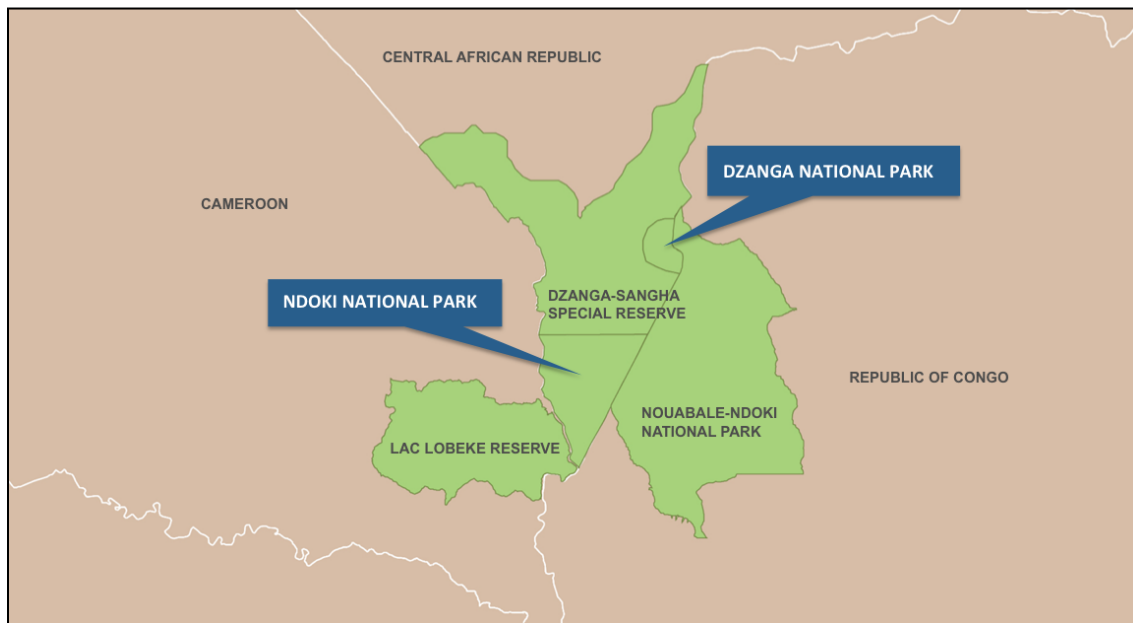 CENTRAL AFRICAN REPUBLIC
DZANGA NATIONAL PARK
CAMEROON
NDOKI NATIONAL PARK
DZANGA-SANGHA
SPECIAL RESERVE
REPUBLIC OF CONGO
NOUABALE-NDOKI
NATIONAL PARK
LAC LOBEKE RESERVE